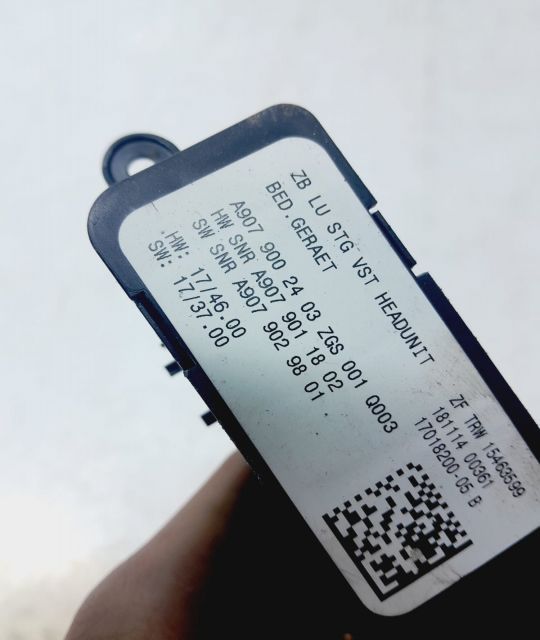 ZB LU STG VST HEADUNIT
BED.GERAET
A907 900 24 03 ZGS 001 Q003
HW SNR A907 901 18 02
SW SNR A907 902 98 01
HW: 17/46.00
SW: 17/37.00
ZF TRW 15463599
181114 00361
17018200-05 B